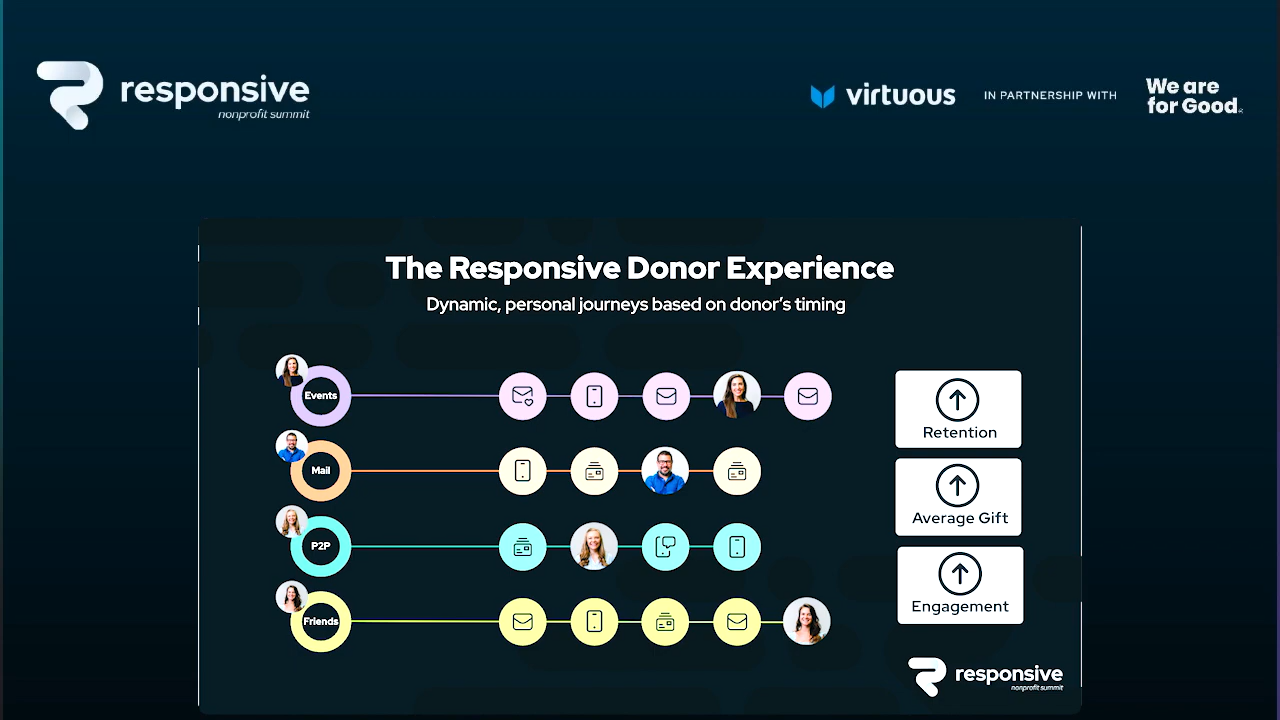 responsive
nonprofit summit
virtuous
IN PARTNERSHIP WITH
We are
for Good.
The Responsive Donor Experience
Dynamic, personal journeys based on donor's timing
Events
Mail
P2P
Friends
Retention
Average Gift
Engagement
responsive
nonprofit summit